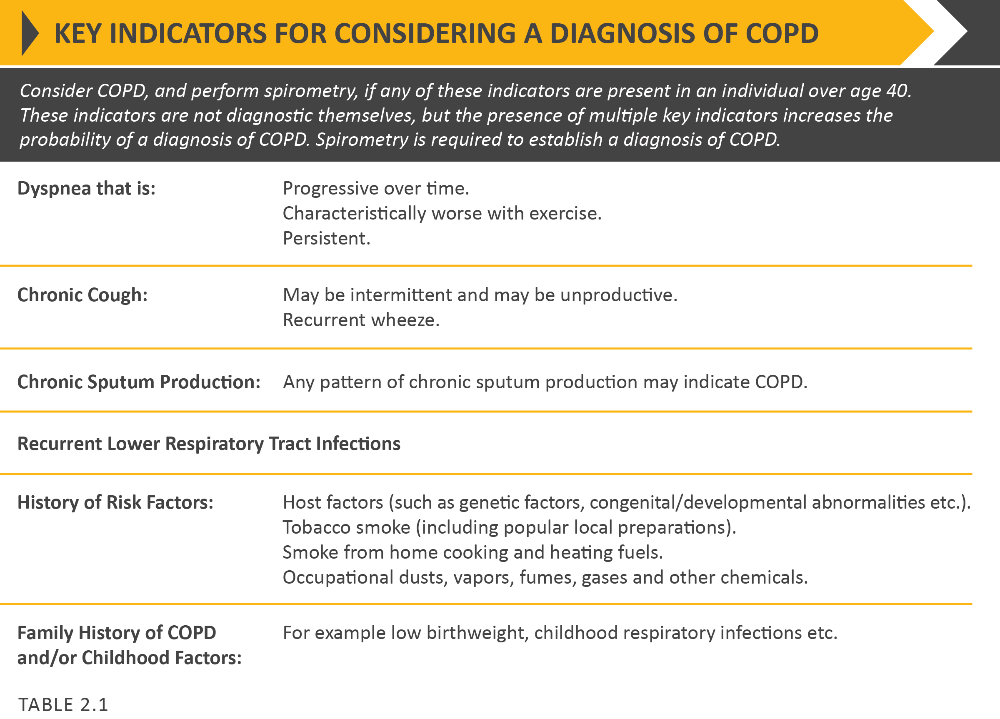 KEY INDICATORS FOR CONSIDERING A DIAGNOSIS OF COPD
Consider COPD, and perform spirometry, if any of these indicators are present in an individual over age 40.
These indicators are not diagnostic themselves, but the presence of multiple key indicators increases the
probability of a diagnosis of COPD. Spirometry is required to establish a diagnosis of COPD.
Dyspnea that is:
Progressive over time.
Characteristically worse with exercise.
Persistent.
Chronic Cough:
May be intermittent and may be unproductive.
Recurrent wheeze.
Chronic Sputum Production:
Any pattern of chronic sputum production may indicate COPD.
Recurrent Lower Respiratory Tract Infections
History of Risk Factors:
Host factors (such as genetic factors, congenital/developmental abnormalities etc.).
Tobacco smoke (including popular local preparations).
Smoke from home cooking and heating fuels.
Occupational dusts, vapors, fumes, gases and other chemicals.
Family History of COPD
and/or Childhood Factors:
For example low birthweight, childhood respiratory infections etc.
TABLE 2.1